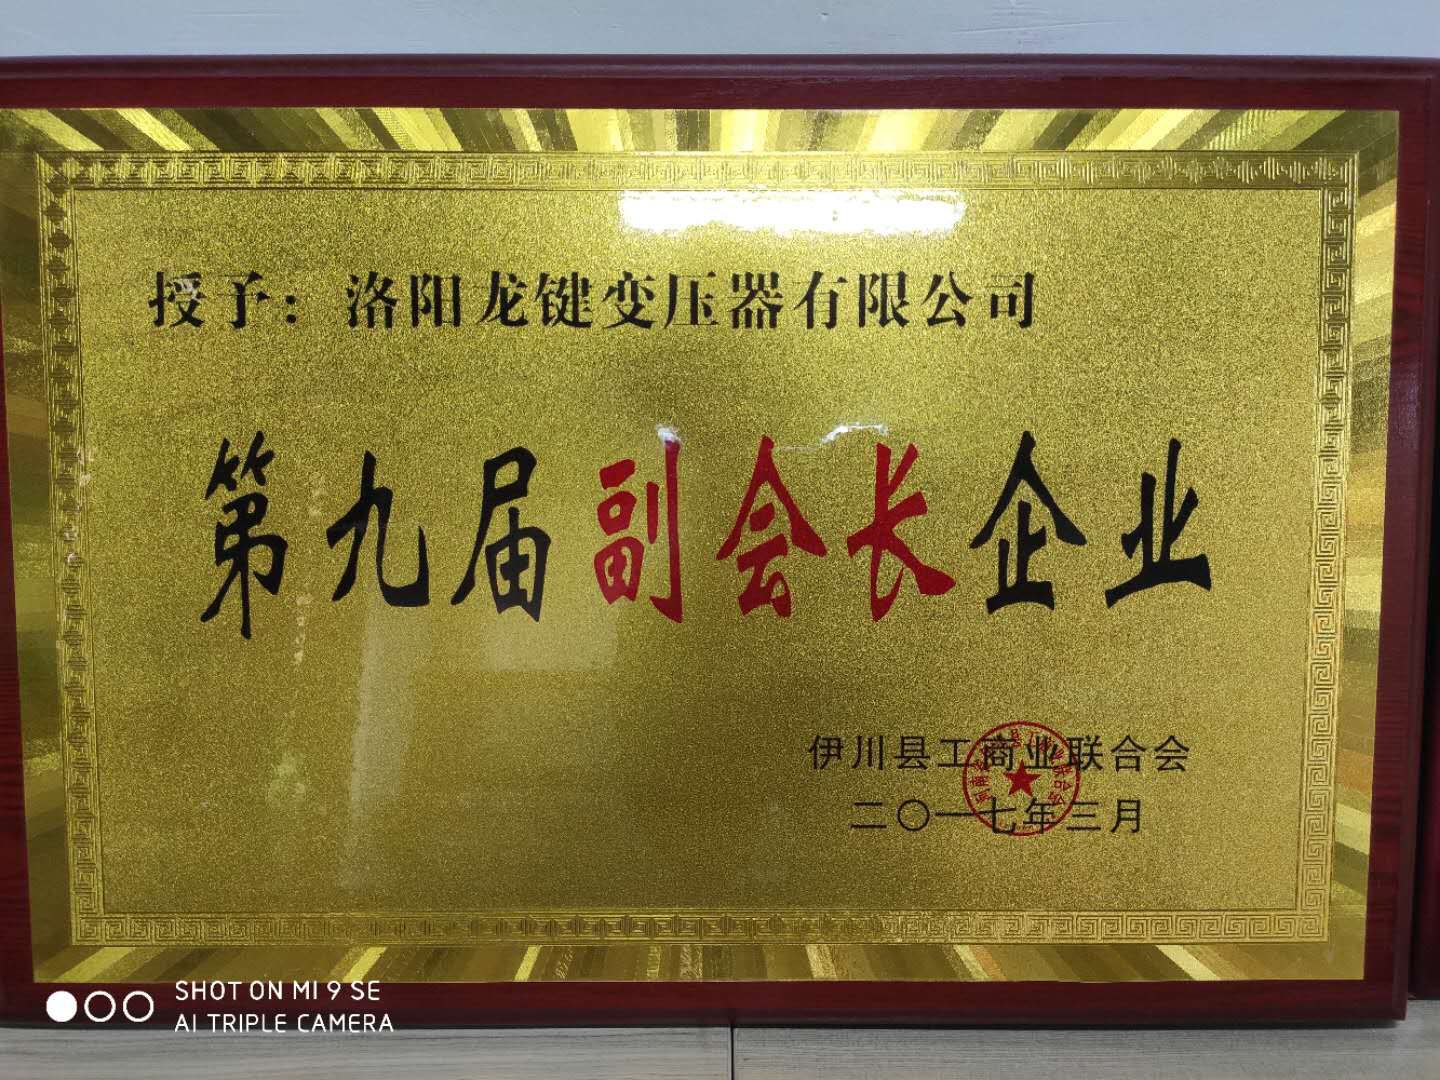 授予：洛阳龙键变压器有限公司
第九届副会长企业
伊川县工商业联合会
二〇一七年三月
SHOT ON MI 9 SE
AI TRIPLE CAMERA